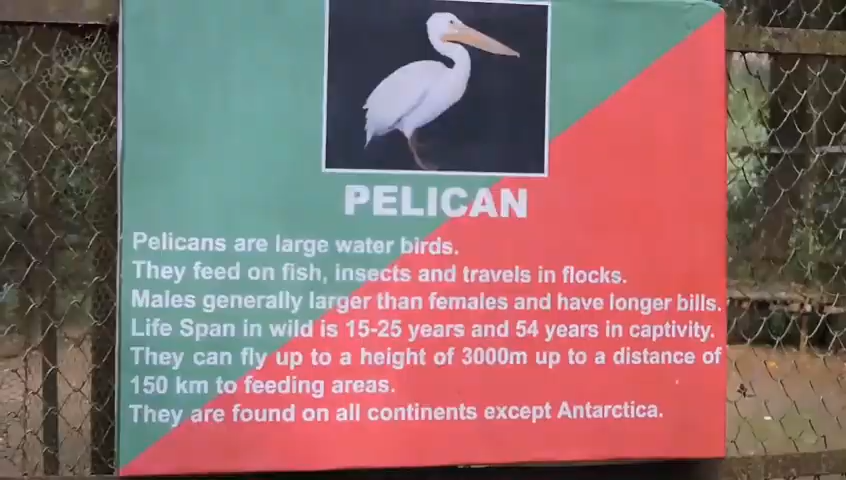 PELICAN
Pelicans are large water birds.
They feed on fish, insects and travels in flocks.
Males generally larger than females and have longer bills.
Life Span in wild is 15-25 years and 54 years in captivity.
They can fly up to a height of 3000m up to a distance of
150 km to feeding areas.
They are found on all continents except Antarctica.